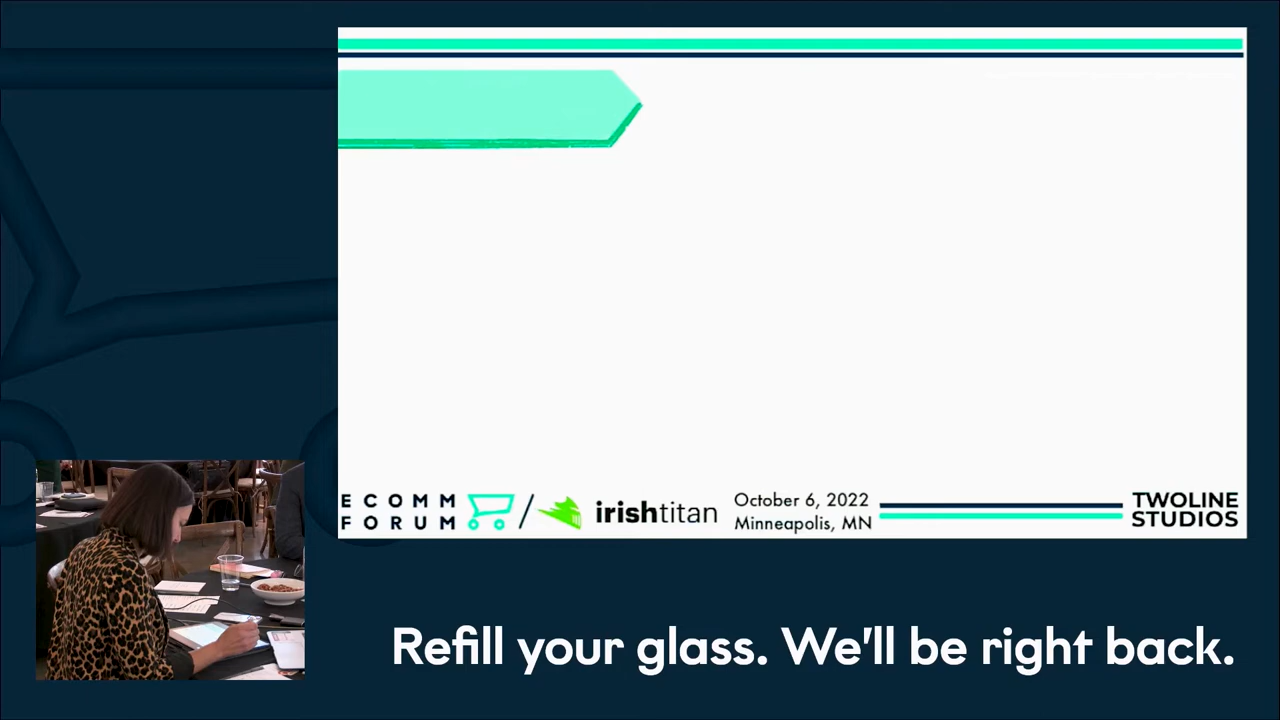 ECOMM
FORUM
irishtitan
October 6, 2022
Minneapolis, MN
TWOLINE
STUDIOS
Refill your glass. We'll be right back.